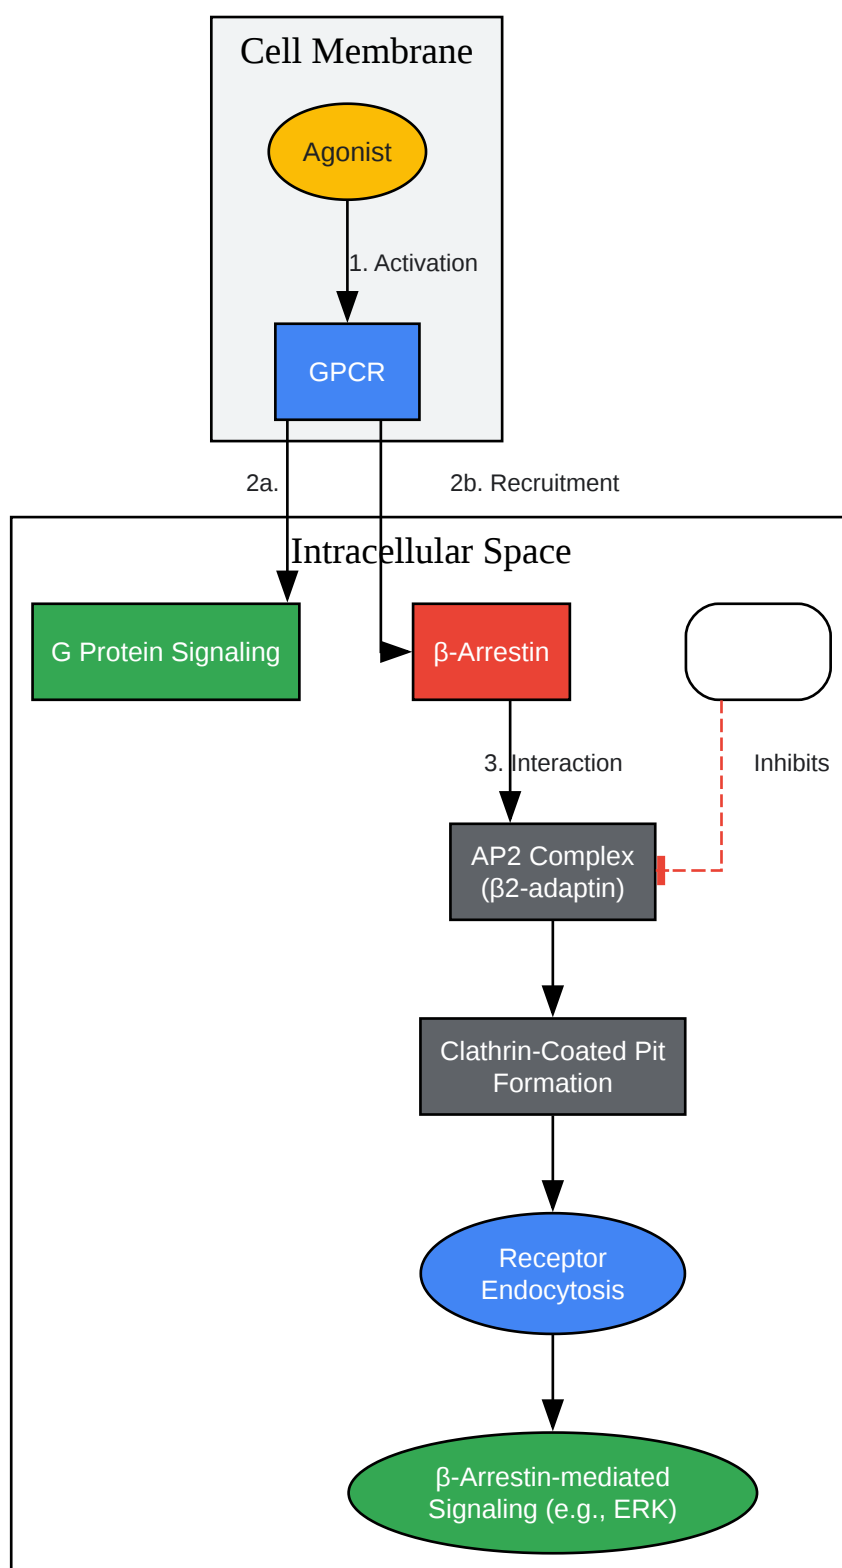 Cell Membrane
Agonist
1. Activation
GPCR
2a.
2b. Recruitment
Intracellular Space
G Protein Signaling
β-Arrestin
3. Interaction
Inhibits
AP2 Complex
(β2-adaptin)
Clathrin-Coated Pit
Formation
Receptor
Endocytosis
β-Arrestin-mediated
Signaling (e.g., ERK)